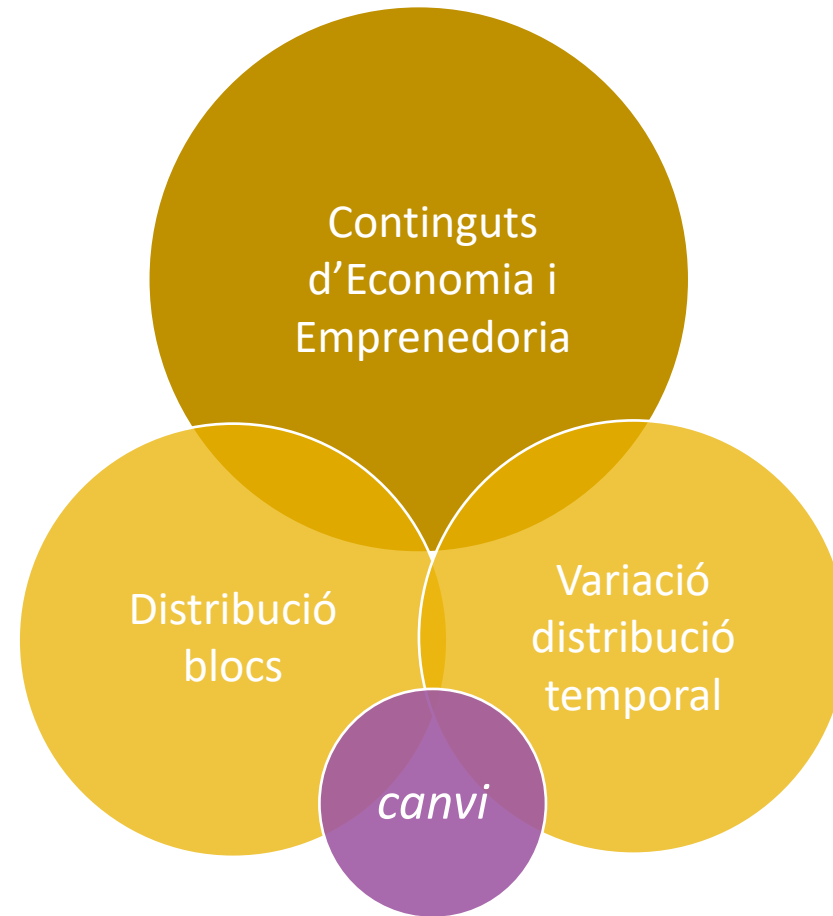 Continguts
d’Economia i
Emprenedoria
Distribució
blocs
Variació
distribució
temporal
canvi